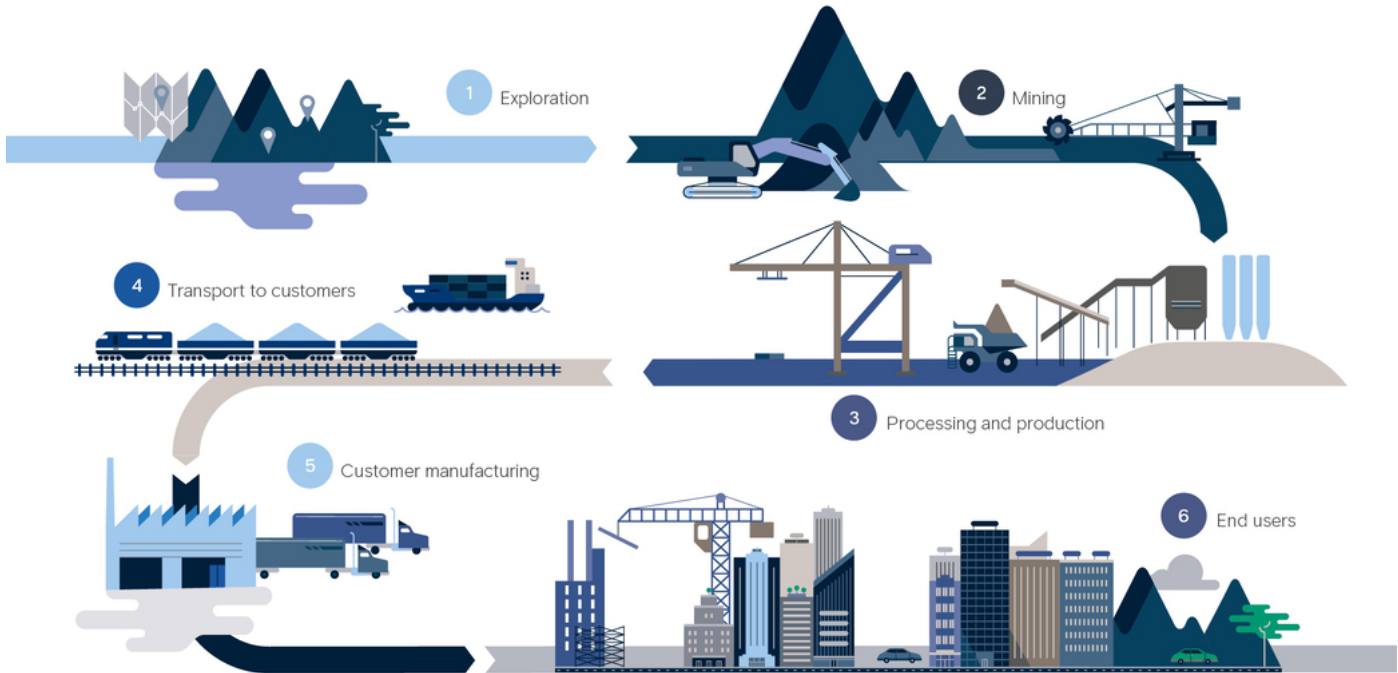 1 Exploration
2 Mining
3 Processing and production
4 Transport to customers
5 Customer manufacturing
6 End users